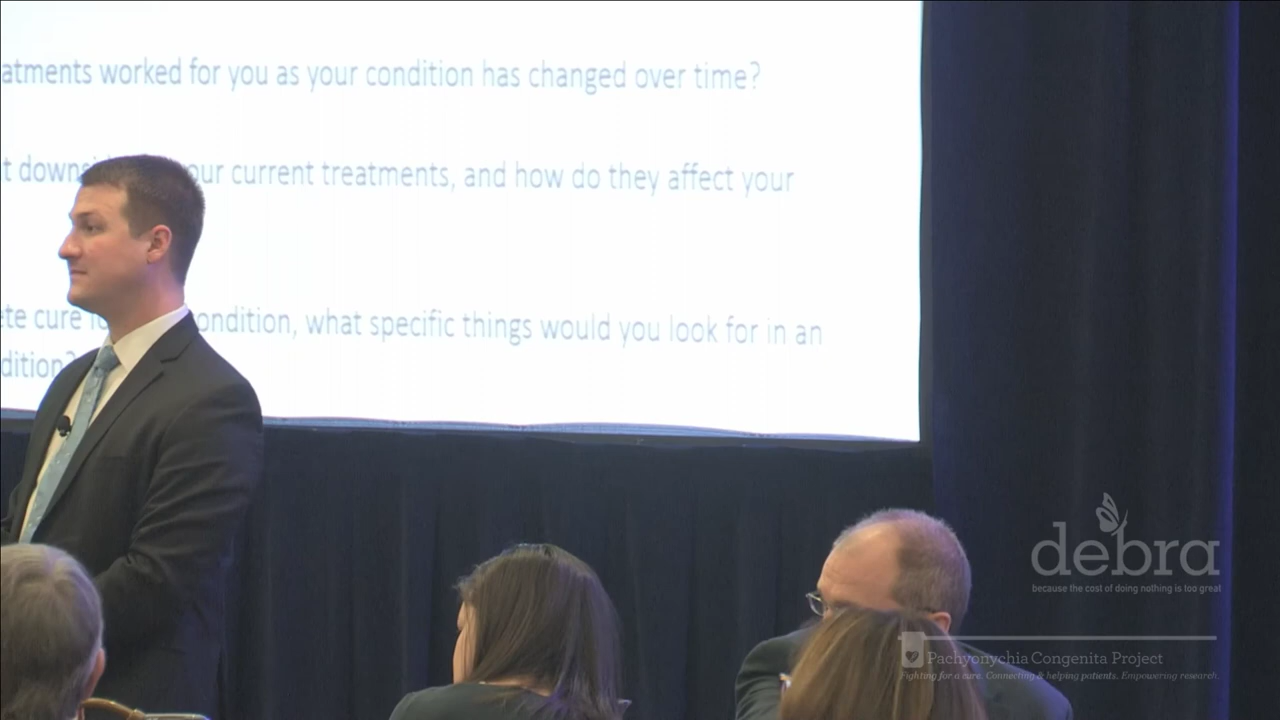 atments worked for you as your condition has changed over time?
t our current treatments, and how do they affect your
ete cure ondition, what specific things would you look for in an
dition?
debra
because the cost of doing nothing is too great
Pachyonychia Congenita Project
Fighting for a cure. Connecting & helping patients. Empowering research.